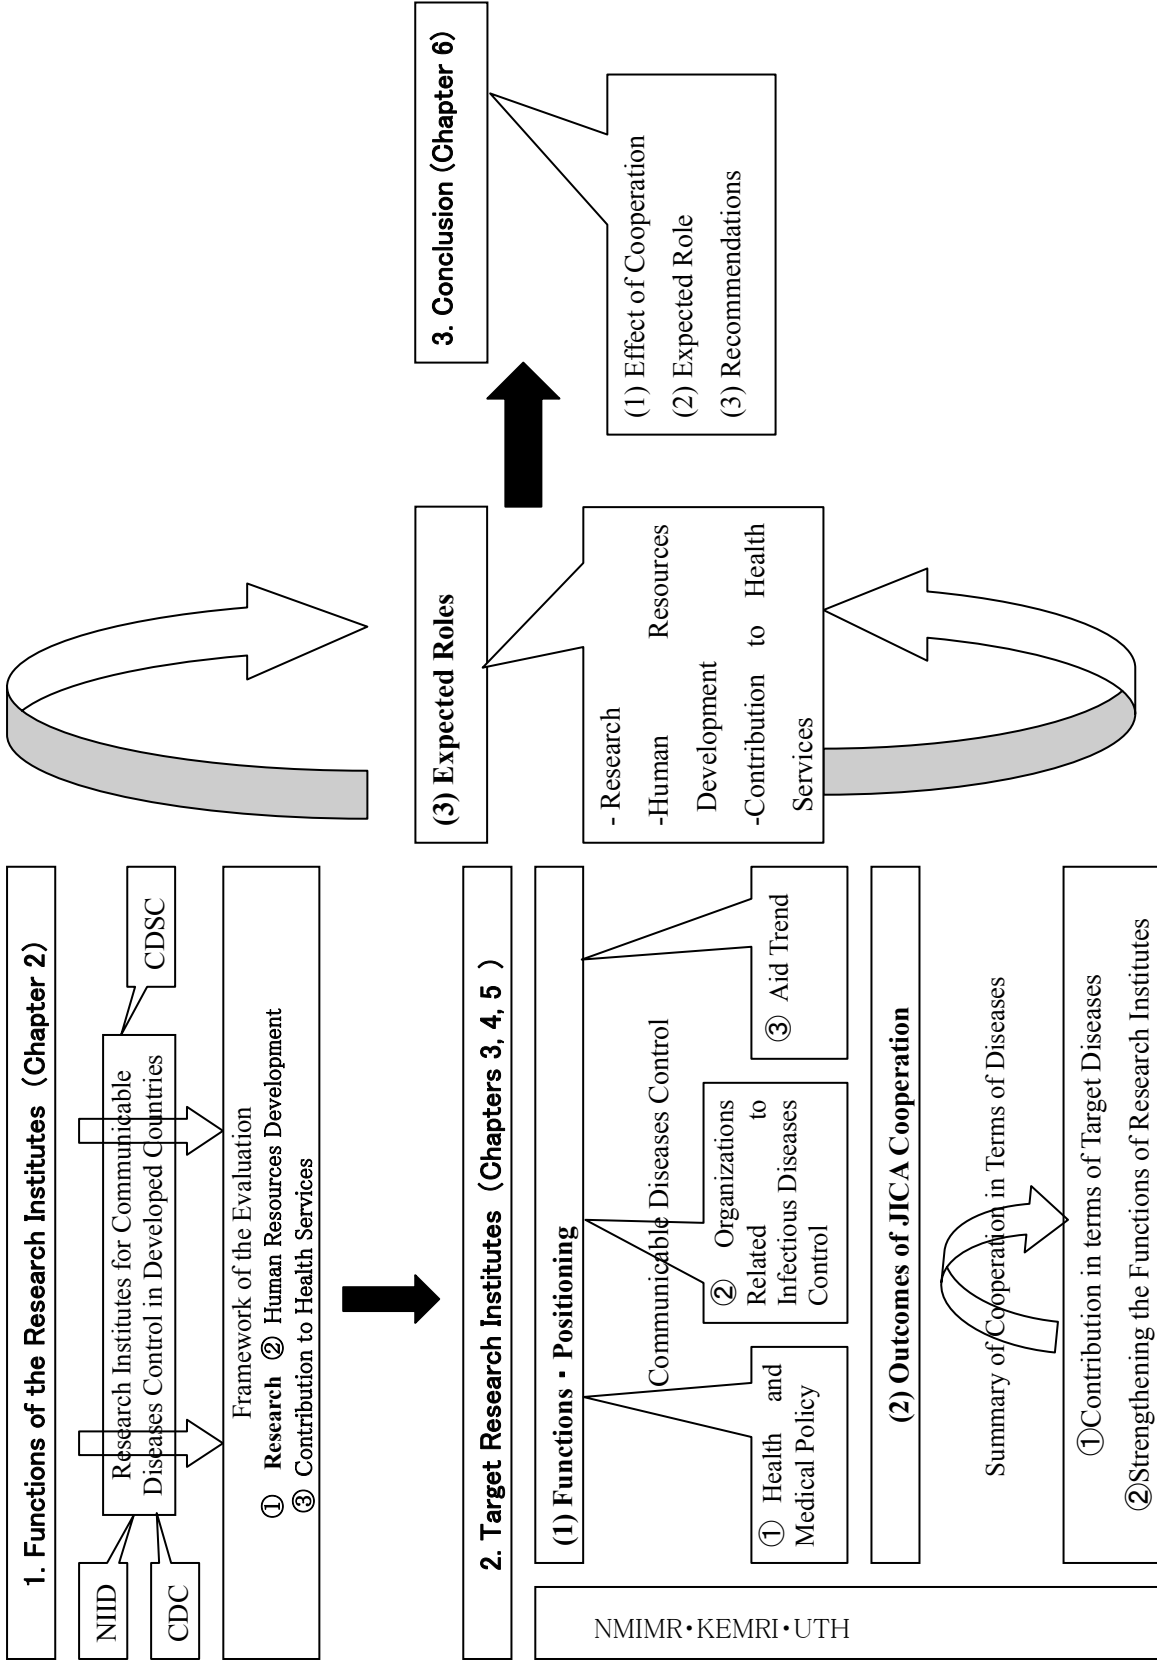 1. Functions of the Research Institutes (Chapter 2)
NIID
CDC
Research Institutes for Communicable
Diseases Control in Developed Countries
CDSC
Framework of the Evaluation
① Research ② Human Resources Development
③ Contribution to Health Services
2. Target Research Institutes (Chapters 3, 4, 5 )
NMIMR・KEMRI・UTH
(1) Functions・Positioning
Communicable Diseases Control
① Health and
Medical Policy
② Organizations
Related to
Infectious Diseases
Control
③ Aid Trend
(2) Outcomes of JICA Cooperation
Summary of Cooperation in Terms of Diseases
①Contribution in terms of Target Diseases
②Strengthening the Functions of Research Institutes
(3) Expected Roles
- Research
-Human Resources
Development
-Contribution to Health
Services
3. Conclusion (Chapter 6)
(1) Effect of Cooperation
(2) Expected Role
(3) Recommendations